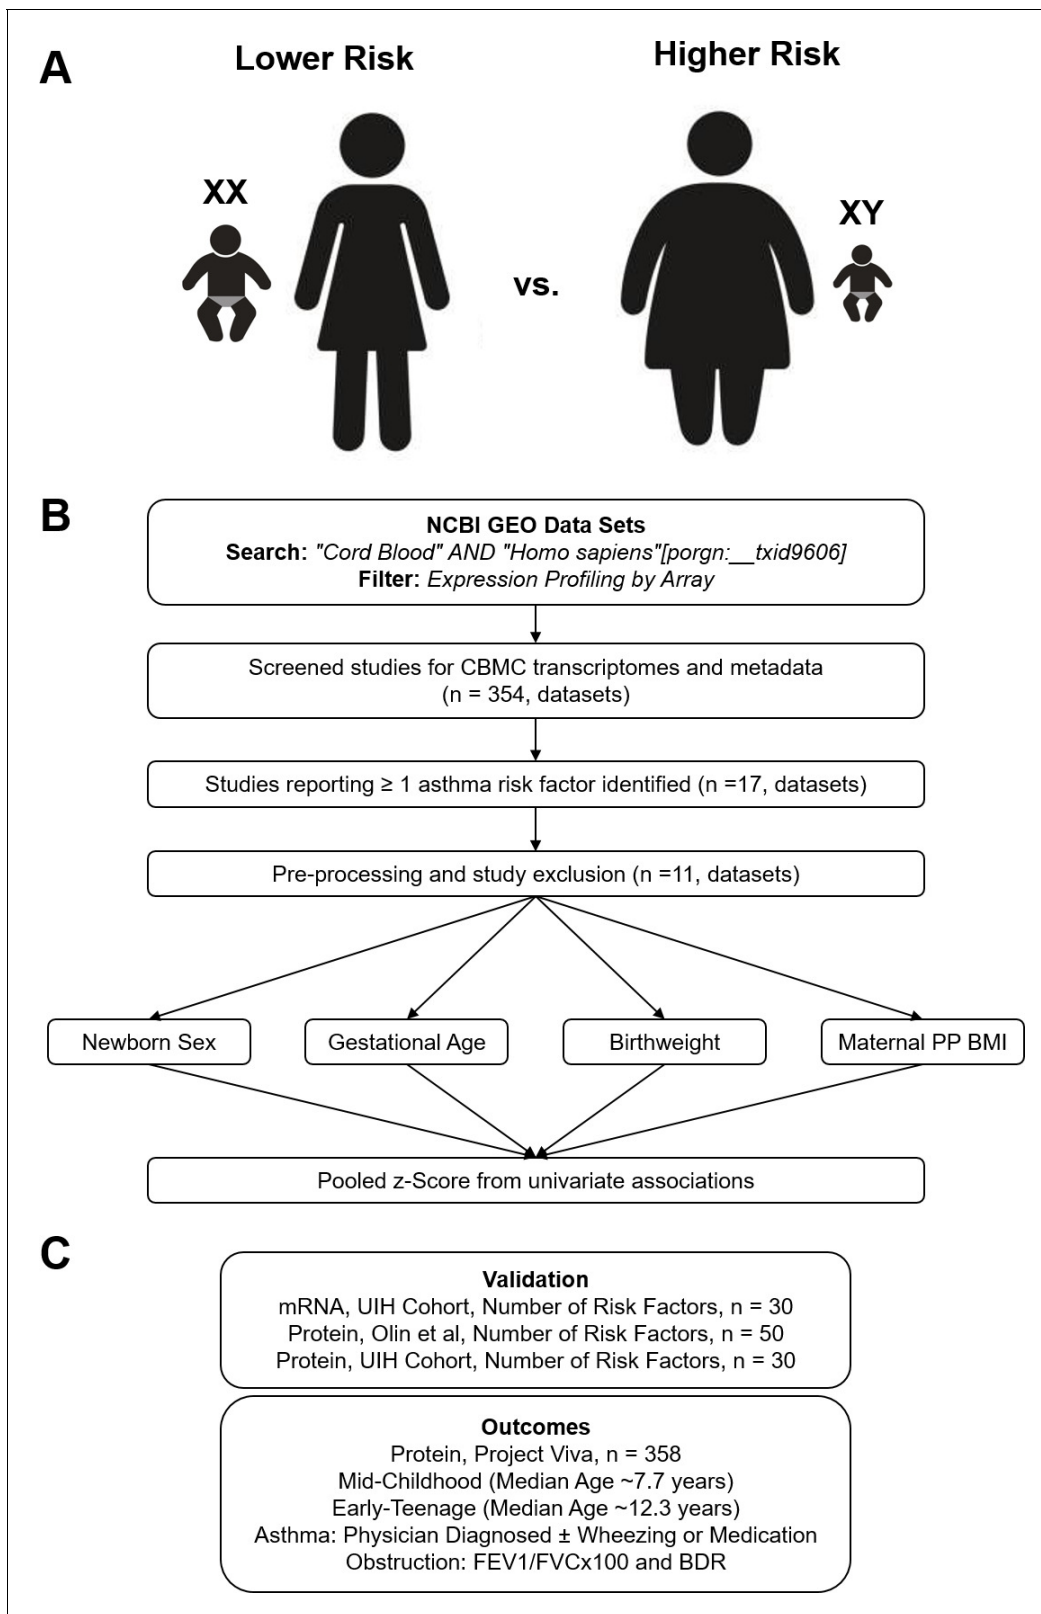 A
Lower Risk
Higher Risk
XX
XY
vs.
B
NCBI GEO Data Sets
Search: "Cord Blood" AND "Homo sapiens"[porgn:__txid9606]
Filter: Expression Profiling by Array
Screened studies for CBMC transcriptomes and metadata
(n = 354, datasets)
Studies reporting ≥ 1 asthma risk factor identified (n =17, datasets)
Pre-processing and study exclusion (n =11, datasets)
Newborn Sex
Gestational Age
Birthweight
Maternal PP BMI
Pooled z-Score from univariate associations
C
Validation
mRNA, UIH Cohort, Number of Risk Factors, n = 30
Protein, Olin et al, Number of Risk Factors, n = 50
Protein, UIH Cohort, Number of Risk Factors, n = 30
Outcomes
Protein, Project Viva, n = 358
Mid-Childhood (Median Age ~7.7 years)
Early-Teenage (Median Age ~12.3 years)
Asthma: Physician Diagnosed ± Wheezing or Medication
Obstruction: FEV1/FVCx100 and BDR